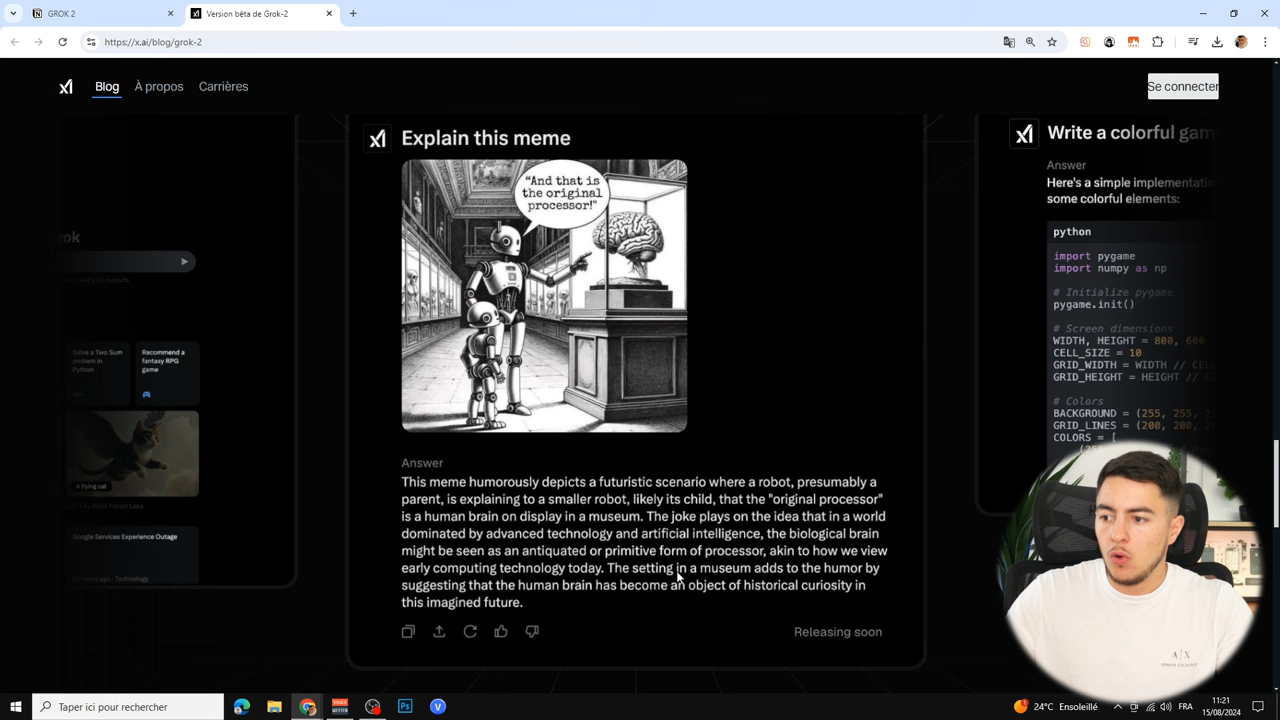 GROK 2
Version bêta de Grok-2
https://x.ai/blog/grok-2
Blog
À propos
Carrières
Se connecter
rok
Solve a Two Sum
problem in
Python
Recommend a
fantasy RPG
game
A flying cat
Google Services Experience Outage
Technology
Explain this meme
"And that is
the original
processor!"
Answer
This meme humorously depicts a futuristic scenario where a robot, presumably a
parent, is explaining to a smaller robot, likely its child, that the "original processor"
is a human brain on display in a museum. The joke plays on the idea that in a world
dominated by advanced technology and artificial intelligence, the biological brain
might be seen as an antiquated or primitive form of processor, akin to how we view
early computing technology today. The setting in a museum adds to the humor by
suggesting that the human brain has become an object of historical curiosity in
this imagined future.
Releasing soon
Write a colorful gam
Answer
Here's a simple implementatio
some colorful elements:
python
import pygame
import numpy as np
# Initialize pygame
pygame.init()
# Screen dimensions
WIDTH, HEIGHT = 800, 600
CELL_SIZE = 10
GRID_WIDTH = WIDTH // CEL
GRID_HEIGHT = HEIGHT // C
# Colors
BACKGROUND = (255, 255, 2
GRID_LINES = (200, 200, 2
COLORS = [
A|X
Taper ici pour rechercher
24°C Ensoleillé
FRA
11:21
15/08/2024